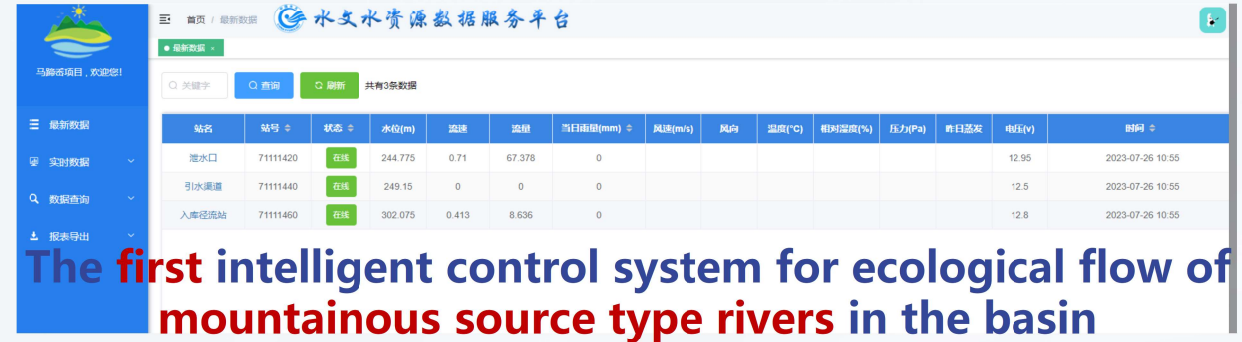 首页 / 最新数据
水文水资源数据服务平台
最新数据 ×
马蹄峪项目，欢迎您!
关键字 查询 刷新 共有3条数据
最新数据
实时数据
数据查询
报表导出
站名 站号 状态 水位(m) 流速 流量 当日雨量(mm) 风速(m/s) 风向 温度(°C) 相对湿度(%) 压力(Pa) 昨日蒸发 电压(v) 时间
泄水口 71111420 在线 244.775 0.71 67.378 0 12.95 2023-07-26 10:55
引水渠道 71111440 在线 249.15 0 0 0 12.5 2023-07-26 10:55
入库径流站 71111460 在线 302.075 0.413 8.636 0 12.8 2023-07-26 10:55
The first intelligent control system for ecological flow of
mountainous source type rivers in the basin